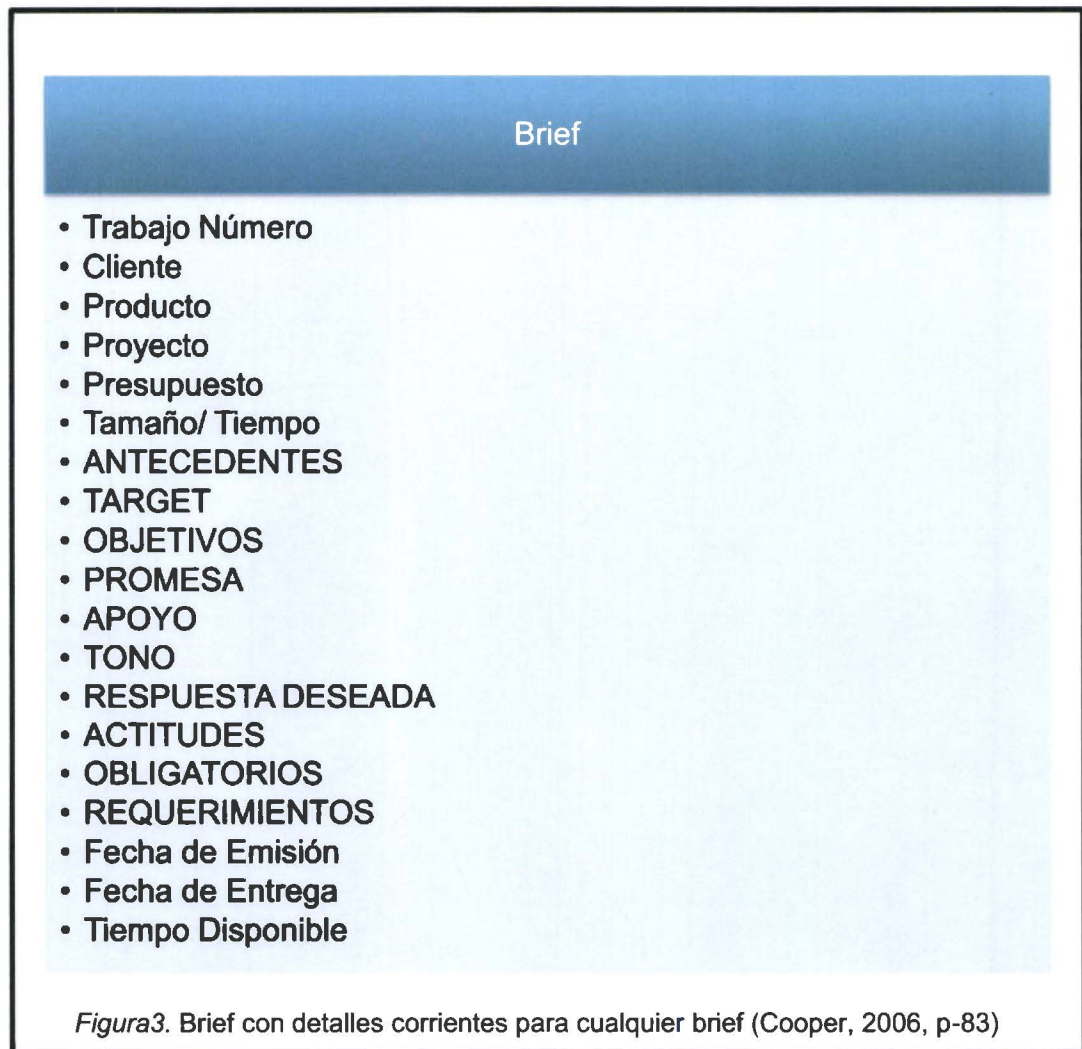 Brief
• Trabajo Número
• Cliente
• Producto
• Proyecto
• Presupuesto
• Tamaño/ Tiempo
• ANTECEDENTES
• TARGET
• OBJETIVOS
• PROMESA
• APOYO
• TONO
• RESPUESTA DESEADA
• ACTITUDES
• OBLIGATORIOS
• REQUERIMIENTOS
• Fecha de Emisión
• Fecha de Entrega
• Tiempo Disponible
Figura3. Brief con detalles corrientes para cualquier brief (Cooper, 2006, p-83)